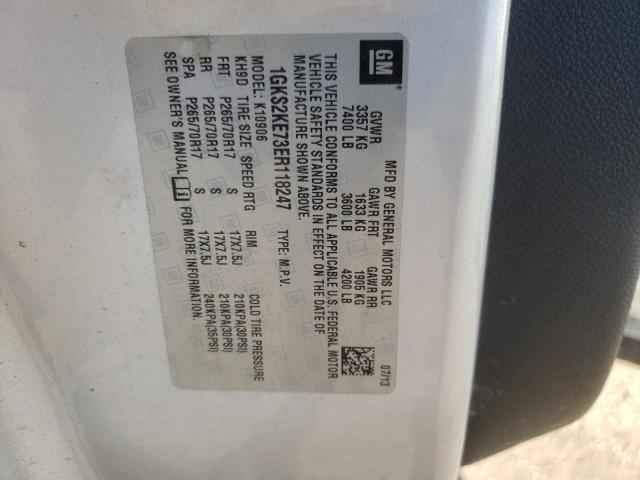 GM
®
MFD BY GENERAL MOTORS LLC 07/13
GVWR GAWR FRT GAWR RR
3357 KG 1633 KG 1905 KG
7400 LB 3600 LB 4200 LB
THIS VEHICLE CONFORMS TO ALL APPLICABLE U.S. FEDERAL MOTOR
VEHICLE SAFETY STANDARDS IN EFFECT ON THE DATE OF
MANUFACTURE SHOWN ABOVE.
1GKS2KE73ER118247 TYPE: M.P.V.
MODEL: K10906
KH9D TIRE SIZE SPEED RTG RIM COLD TIRE PRESSURE
FRT P265/70R17 S 17X7.5J 210KPA(30PSI)
RR P265/70R17 S 17X7.5J 210KPA(30PSI)
SPA P265/70R17 S 17X7.5J 240KPA(35PSI)
SEE OWNER'S MANUAL FOR MORE INFORMATION.